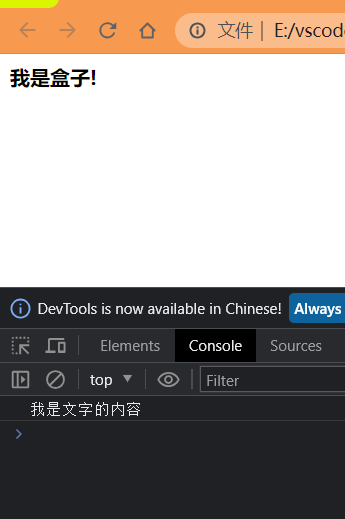 文件 | E:/vscod
我是盒子!
DevTools is now available in Chinese! Always
Elements Console Sources
top Filter
我是文字的内容